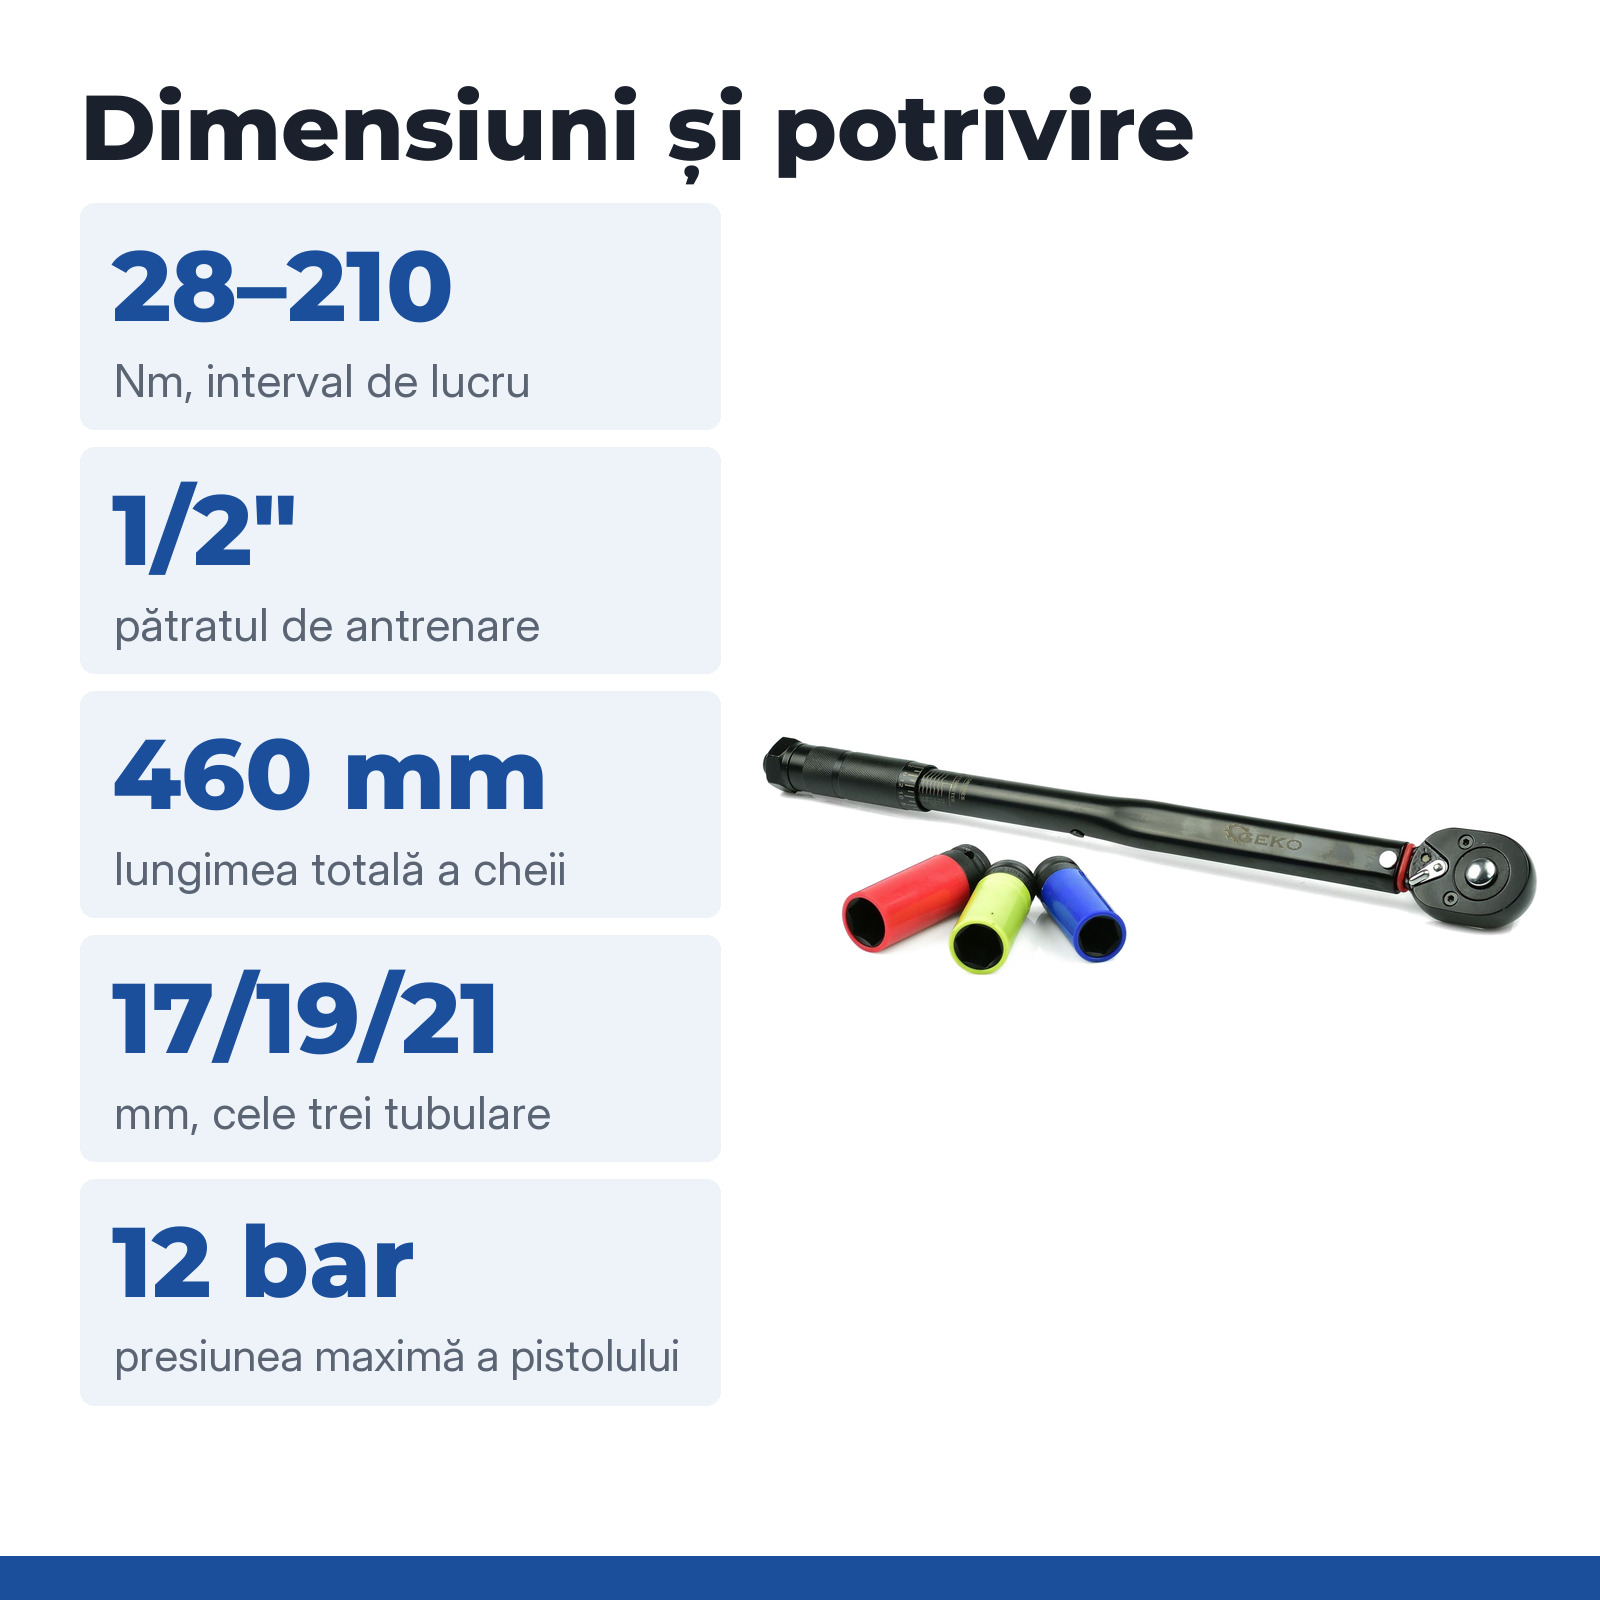 Dimensiuni și potrivire
28–210
Nm, interval de lucru
1/2"
pătratul de antrenare
460 mm
lungimea totală a cheii
17/19/21
mm, cele trei tubulare
12 bar
presiunea maximă a pistolului
GEKO